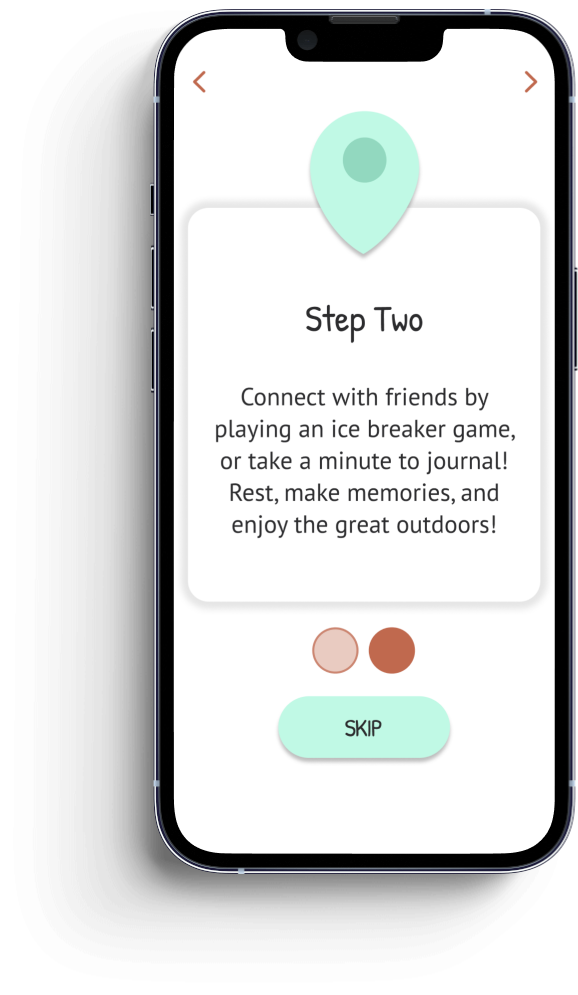 Step Two
Connect with friends by
playing an ice breaker game,
or take a minute to journal!
Rest, make memories, and
enjoy the great outdoors!
SKIP